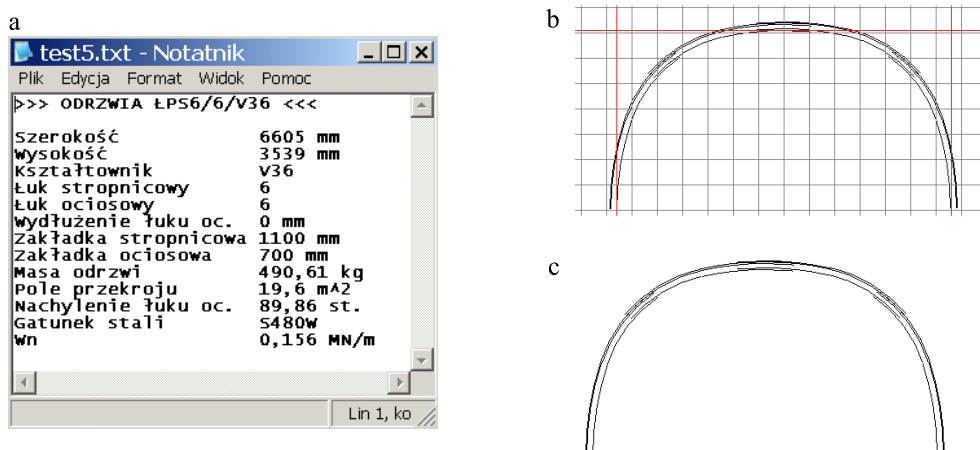 a
test5.txt - Notatnik
Plik Edycja Format Widok Pomoc
>>> ODRZWIA ŁPS6/6/V36 <<<
Szerokość 6605 mm
Wysokość 3539 mm
Kształtownik V36
Łuk stropnicowy 6
Łuk ociosowy 6
Wydłużenie łuku oc. 0 mm
Zakładka stropnicowa 1100 mm
Zakładka ociosowa 700 mm
Masa odrzwi 490,61 kg
Pole przekroju 19,6 m^2
Nachylenie łuku oc. 89,86 st.
Gatunek stali S480W
Wn 0,156 MN/m
Lin 1, ko
b
c